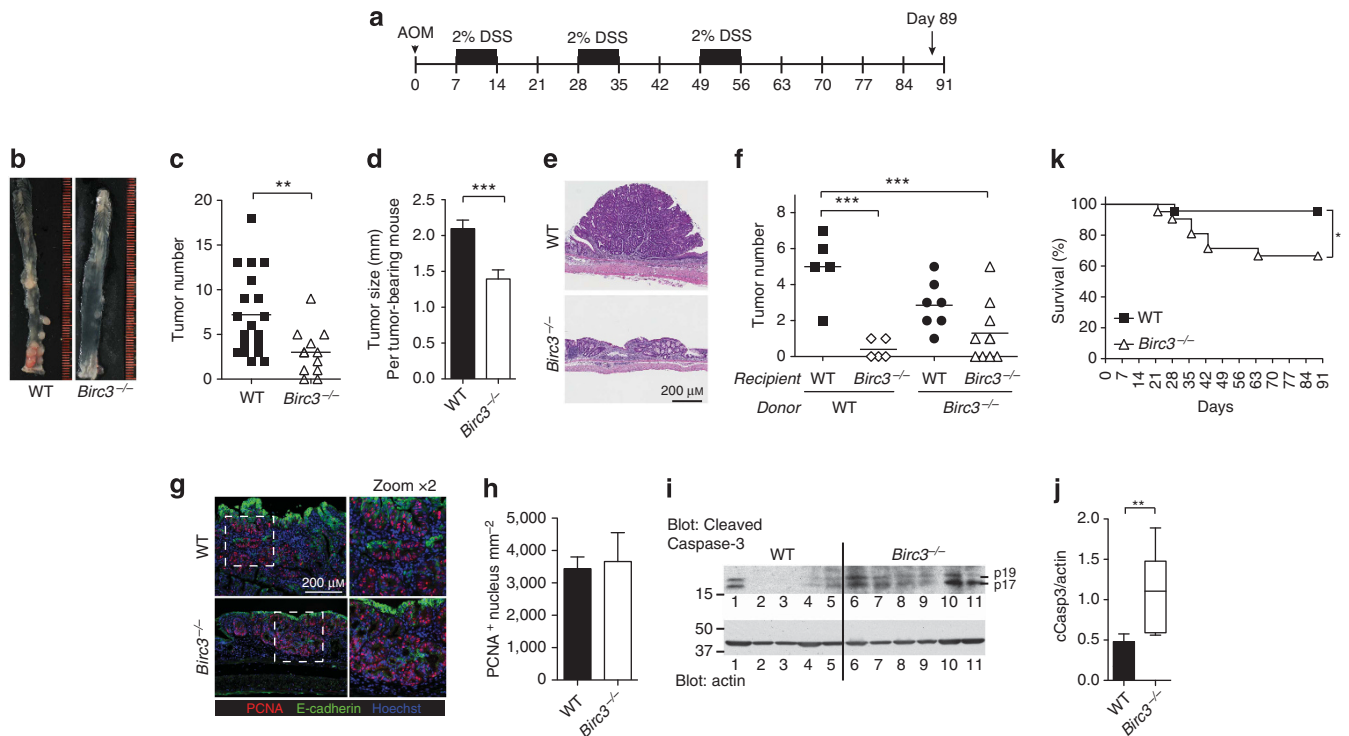 a
AOM
2% DSS
2% DSS
2% DSS
Day 89
0 7 14 21 28 35 42 49 56 63 70 77 84 91
b
WT Birc3−/−
c
**
Tumor number
20
15
10
5
0
WT Birc3−/−
d
***
Tumor size (mm)
Per tumor-bearing mouse
2.5
2.0
1.5
1.0
0.5
0.0
WT Birc3−/−
e
WT
Birc3−/−
200 μM
f
***
***
Tumor number
8
6
4
2
0
Recipient WT Birc3−/− WT Birc3−/−
Donor WT Birc3−/−
k
Survival (%)
100
80
60
40
20
0
*
WT
Birc3−/−
0 7 14 21 28 35 42 49 56 63 70 77 84 91
Days
g
Zoom ×2
WT
200 μM
Birc3−/−
PCNA E-cadherin Hoechst
h
PCNA+ nucleus mm−2
5,000
4,000
3,000
2,000
1,000
0
WT Birc3−/−
i
Blot: Cleaved
Caspase-3
WT Birc3−/−
p19
p17
15
1 2 3 4 5 6 7 8 9 10 11
50
37
1 2 3 4 5 6 7 8 9 10 11
Blot: actin
j
**
cCasp3/actin
2.0
1.5
1.0
0.5
0.0
WT Birc3−/−